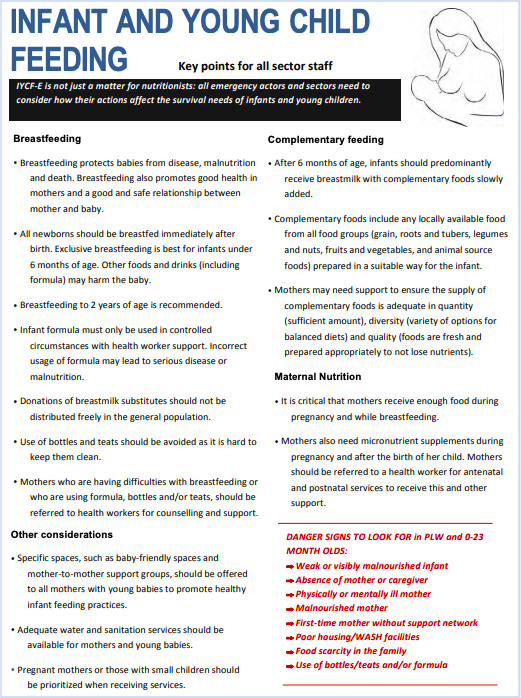 INFANT AND YOUNG CHILD
FEEDING
Key points for all sector staff
IYCF-E is not just a matter for nutritionists: all emergency actors and sectors need to
consider how their actions affect the survival needs of infants and young children.
Breastfeeding
• Breastfeeding protects babies from disease, malnutrition
and death. Breastfeeding also promotes good health in
mothers and a good and safe relationship between
mother and baby.
• All newborns should be breastfed immediately after
birth. Exclusive breastfeeding is best for infants under
6 months of age. Other foods and drinks (including
formula) may harm the baby.
• Breastfeeding to 2 years of age is recommended.
• Infant formula must only be used in controlled
circumstances with health worker support. Incorrect
usage of formula may lead to serious disease or
malnutrition.
• Donations of breastmilk substitutes should not be
distributed freely in the general population.
• Use of bottles and teats should be avoided as it is hard to
keep them clean.
• Mothers who are having difficulties with breastfeeding or
who are using formula, bottles and/or teats, should be
referred to health workers for counselling and support.
Other considerations
• Specific spaces, such as baby-friendly spaces and
mother-to-mother support groups, should be offered
to all mothers with young babies to promote healthy
infant feeding practices.
• Adequate water and sanitation services should be
available for mothers and young babies.
• Pregnant mothers or those with small children should
be prioritized when receiving services.
Complementary feeding
• After 6 months of age, infants should predominantly
receive breastmilk with complementary foods slowly
added.
• Complementary foods include any locally available food
from all food groups (grain, roots and tubers, legumes
and nuts, fruits and vegetables, and animal source
foods) prepared in a suitable way for the infant.
• Mothers may need support to ensure the supply of
complementary foods is adequate in quantity
(sufficient amount), diversity (variety of options for
balanced diets) and quality (foods are fresh and
prepared appropriately to not lose nutrients).
Maternal Nutrition
• It is critical that mothers receive enough food during
pregnancy and while breastfeeding.
• Mothers also need micronutrient supplements during
pregnancy and after the birth of her child. Mothers
should be referred to a health worker for antenatal
and postnatal services to receive this and other
support.
DANGER SIGNS TO LOOK FOR in PLW and 0-23
MONTH OLDS:
➡ Weak or visibly malnourished infant
➡ Absence of mother or caregiver
➡ Physically or mentally ill mother
➡ Malnourished mother
➡ First-time mother without support network
➡ Poor housing/WASH facilities
➡ Food scarcity in the family
➡ Use of bottles/teats and/or formula